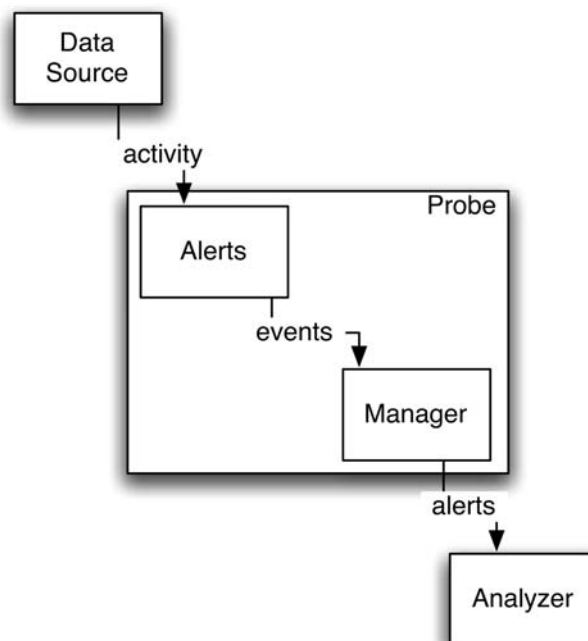 Data
Source
activity
Probe
Alerts
events
Manager
alerts
Analyzer